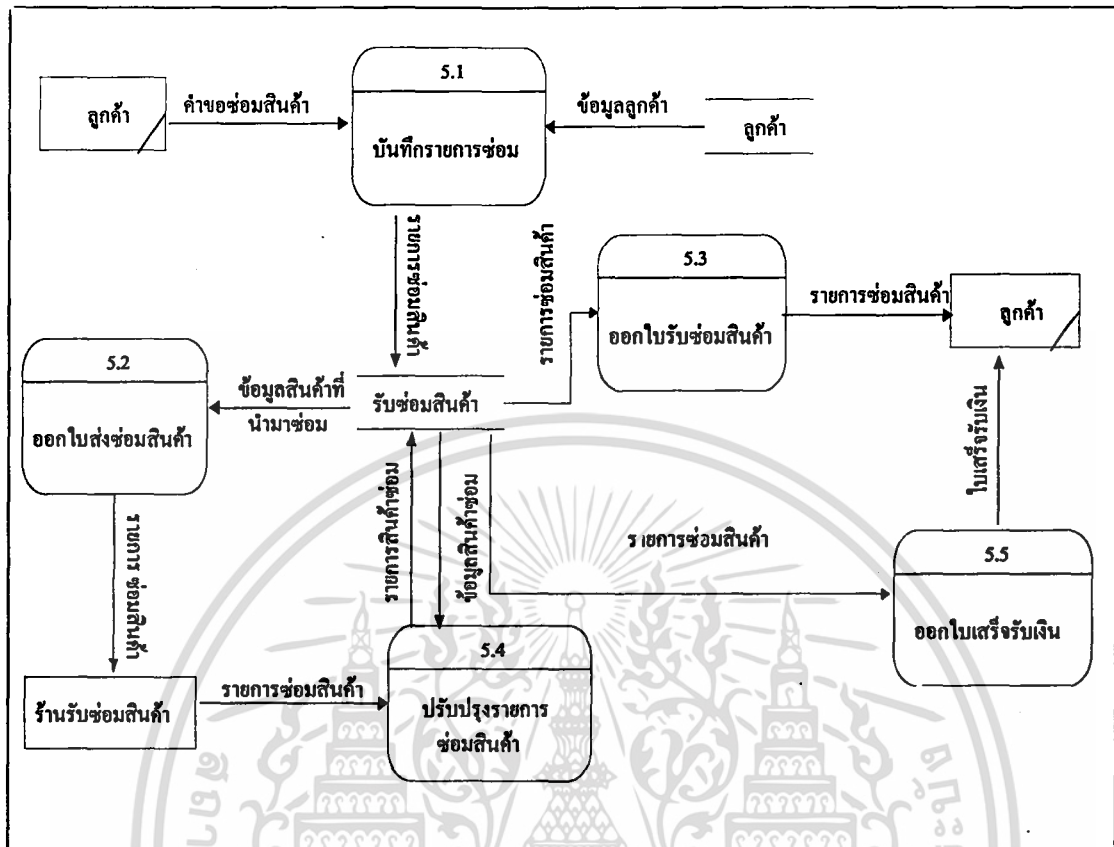 5.1
ลูกค้า
คำขอซ่อมสินค้า
บันทึกรายการซ่อม
ข้อมูลลูกค้า
ลูกค้า
รายการซ่อมสินค้า
รายการซ่อมสินค้า
5.3
ออกใบรับซ่อมสินค้า
รายการซ่อมสินค้า
ลูกค้า
5.2
ออกใบส่งซ่อมสินค้า
ข้อมูลสินค้าที่
นำมาซ่อม
รับซ่อมสินค้า
ใบเสร็จรับเงิน
รายการ ซ่อมสินค้า
รายการสินค้าซ่อม
ข้อมูลสินค้าซ่อม
รายการซ่อมสินค้า
5.5
ออกใบเสร็จรับเงิน
ร้านรับซ่อมสินค้า
รายการซ่อมสินค้า
5.4
ปรับปรุงรายการ
ซ่อมสินค้า